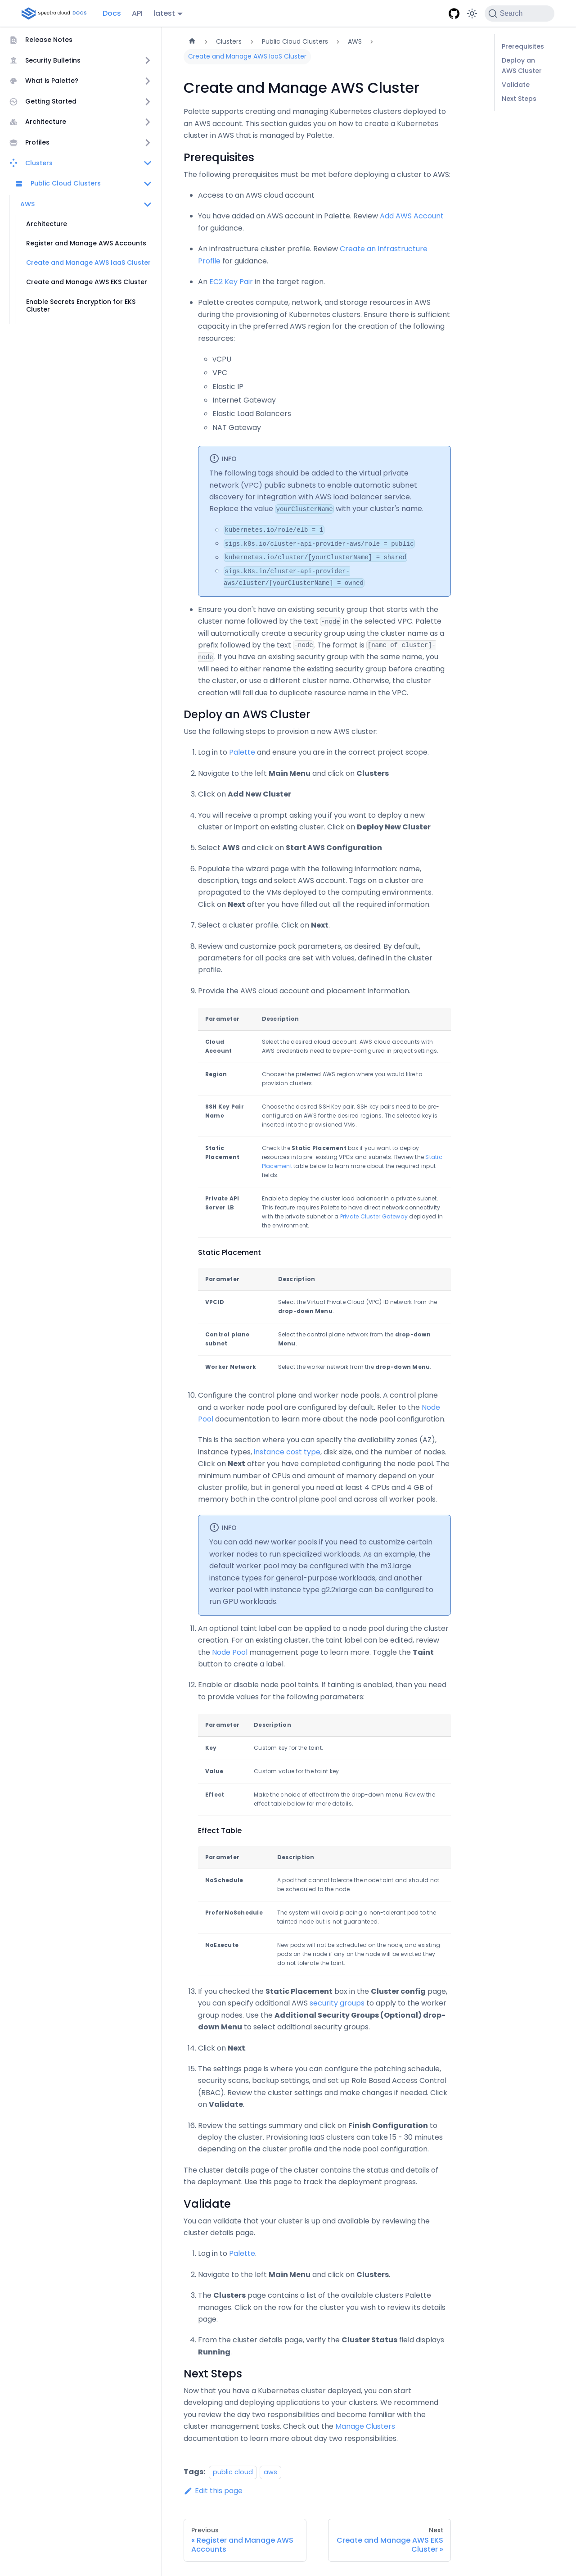 spectro cloud DOCS
Docs
API
latest
Search
Release Notes
Security Bulletins
What is Palette?
Getting Started
Architecture
Profiles
Clusters
Public Cloud Clusters
AWS
Architecture
Register and Manage AWS Accounts
Create and Manage AWS IaaS Cluster
Create and Manage AWS EKS Cluster
Enable Secrets Encryption for EKS
Cluster
Clusters
Public Cloud Clusters
AWS
Create and Manage AWS IaaS Cluster
Prerequisites
Deploy an
AWS Cluster
Validate
Next Steps
Create and Manage AWS Cluster
Palette supports creating and managing Kubernetes clusters deployed to
an AWS account. This section guides you on how to create a Kubernetes
cluster in AWS that is managed by Palette.
Prerequisites
The following prerequisites must be met before deploying a cluster to AWS:
Access to an AWS cloud account
You have added an AWS account in Palette. Review Add AWS Account
for guidance.
An infrastructure cluster profile. Review Create an Infrastructure
Profile for guidance.
An EC2 Key Pair in the target region.
Palette creates compute, network, and storage resources in AWS
during the provisioning of Kubernetes clusters. Ensure there is sufficient
capacity in the preferred AWS region for the creation of the following
resources:
vCPU
VPC
Elastic IP
Internet Gateway
Elastic Load Balancers
NAT Gateway
INFO
The following tags should be added to the virtual private
network (VPC) public subnets to enable automatic subnet
discovery for integration with AWS load balancer service.
Replace the value yourClusterName with your cluster's name.
kubernetes.io/role/elb = 1
sigs.k8s.io/cluster-api-provider-aws/role = public
kubernetes.io/cluster/[yourClusterName] = shared
sigs.k8s.io/cluster-api-provider-
aws/cluster/[yourClusterName] = owned
Ensure you don't have an existing security group that starts with the
cluster name followed by the text -node in the selected VPC. Palette
will automatically create a security group using the cluster name as a
prefix followed by the text -node. The format is [name of cluster]-
node. If you have an existing security group with the same name, you
will need to either rename the existing security group before creating
the cluster, or use a different cluster name. Otherwise, the cluster
creation will fail due to duplicate resource name in the VPC.
Deploy an AWS Cluster
Use the following steps to provision a new AWS cluster:
1. Log in to Palette and ensure you are in the correct project scope.
2. Navigate to the left Main Menu and click on Clusters
3. Click on Add New Cluster
4. You will receive a prompt asking you if you want to deploy a new
cluster or import an existing cluster. Click on Deploy New Cluster
5. Select AWS and click on Start AWS Configuration
6. Populate the wizard page with the following information: name,
description, tags and select AWS account. Tags on a cluster are
propagated to the VMs deployed to the computing environments.
Click on Next after you have filled out all the required information.
7. Select a cluster profile. Click on Next.
8. Review and customize pack parameters, as desired. By default,
parameters for all packs are set with values, defined in the cluster
profile.
9. Provide the AWS cloud account and placement information.
Parameter Description
Cloud Account Select the desired cloud account. AWS cloud accounts with
AWS credentials need to be pre-configured in project settings.
Region Choose the preferred AWS region where you would like to
provision clusters.
SSH Key Pair Name Choose the desired SSH Key pair. SSH key pairs need to be pre-
configured on AWS for the desired regions. The selected key is
inserted into the provisioned VMs.
Static Placement Check the Static Placement box if you want to deploy
resources into pre-existing VPCs and subnets. Review the Static
Placement table below to learn more about the required input
fields.
Private API Server LB Enable to deploy the cluster load balancer in a private subnet.
This feature requires Palette to have direct network connectivity
with the private subnet or a Private Cluster Gateway deployed in
the environment.
Static Placement
Parameter Description
VPCID Select the Virtual Private Cloud (VPC) ID network from the
drop-down Menu.
Control plane subnet Select the control plane network from the drop-down
Menu.
Worker Network Select the worker network from the drop-down Menu.
10. Configure the control plane and worker node pools. A control plane
and a worker node pool are configured by default. Refer to the Node
Pool documentation to learn more about the node pool configuration.
This is the section where you can specify the availability zones (AZ),
instance types, instance cost type, disk size, and the number of nodes.
Click on Next after you have completed configuring the node pool. The
minimum number of CPUs and amount of memory depend on your
cluster profile, but in general you need at least 4 CPUs and 4 GB of
memory both in the control plane pool and across all worker pools.
INFO
You can add new worker pools if you need to customize certain
worker nodes to run specialized workloads. As an example, the
default worker pool may be configured with the m3.large
instance types for general-purpose workloads, and another
worker pool with instance type g2.2xlarge can be configured to
run GPU workloads.
11. An optional taint label can be applied to a node pool during the cluster
creation. For an existing cluster, the taint label can be edited, review
the Node Pool management page to learn more. Toggle the Taint
button to create a label.
12. Enable or disable node pool taints. If tainting is enabled, then you need
to provide values for the following parameters:
Parameter Description
Key Custom key for the taint.
Value Custom value for the taint key.
Effect Make the choice of effect from the drop-down menu. Review the
effect table bellow for more details.
Effect Table
Parameter Description
NoSchedule A pod that cannot tolerate the node taint and should not
be scheduled to the node.
PreferNoSchedule The system will avoid placing a non-tolerant pod to the
tainted node but is not guaranteed.
NoExecute New pods will not be scheduled on the node, and existing
pods on the node if any on the node will be evicted they
do not tolerate the taint.
13. If you checked the Static Placement box in the Cluster config page,
you can specify additional AWS security groups to apply to the worker
group nodes. Use the Additional Security Groups (Optional) drop-
down Menu to select additional security groups.
14. Click on Next.
15. The settings page is where you can configure the patching schedule,
security scans, backup settings, and set up Role Based Access Control
(RBAC). Review the cluster settings and make changes if needed. Click
on Validate.
16. Review the settings summary and click on Finish Configuration to
deploy the cluster. Provisioning IaaS clusters can take 15 - 30 minutes
depending on the cluster profile and the node pool configuration.
The cluster details page of the cluster contains the status and details of
the deployment. Use this page to track the deployment progress.
Validate
You can validate that your cluster is up and available by reviewing the
cluster details page.
1. Log in to Palette.
2. Navigate to the left Main Menu and click on Clusters.
3. The Clusters page contains a list of the available clusters Palette
manages. Click on the row for the cluster you wish to review its details
page.
4. From the cluster details page, verify the Cluster Status field displays
Running.
Next Steps
Now that you have a Kubernetes cluster deployed, you can start
developing and deploying applications to your clusters. We recommend
you review the day two responsibilities and become familiar with the
cluster management tasks. Check out the Manage Clusters
documentation to learn more about day two responsibilities.
Tags: public cloud aws
Edit this page
Previous
« Register and Manage AWS
Accounts
Next
Create and Manage AWS EKS
Cluster »